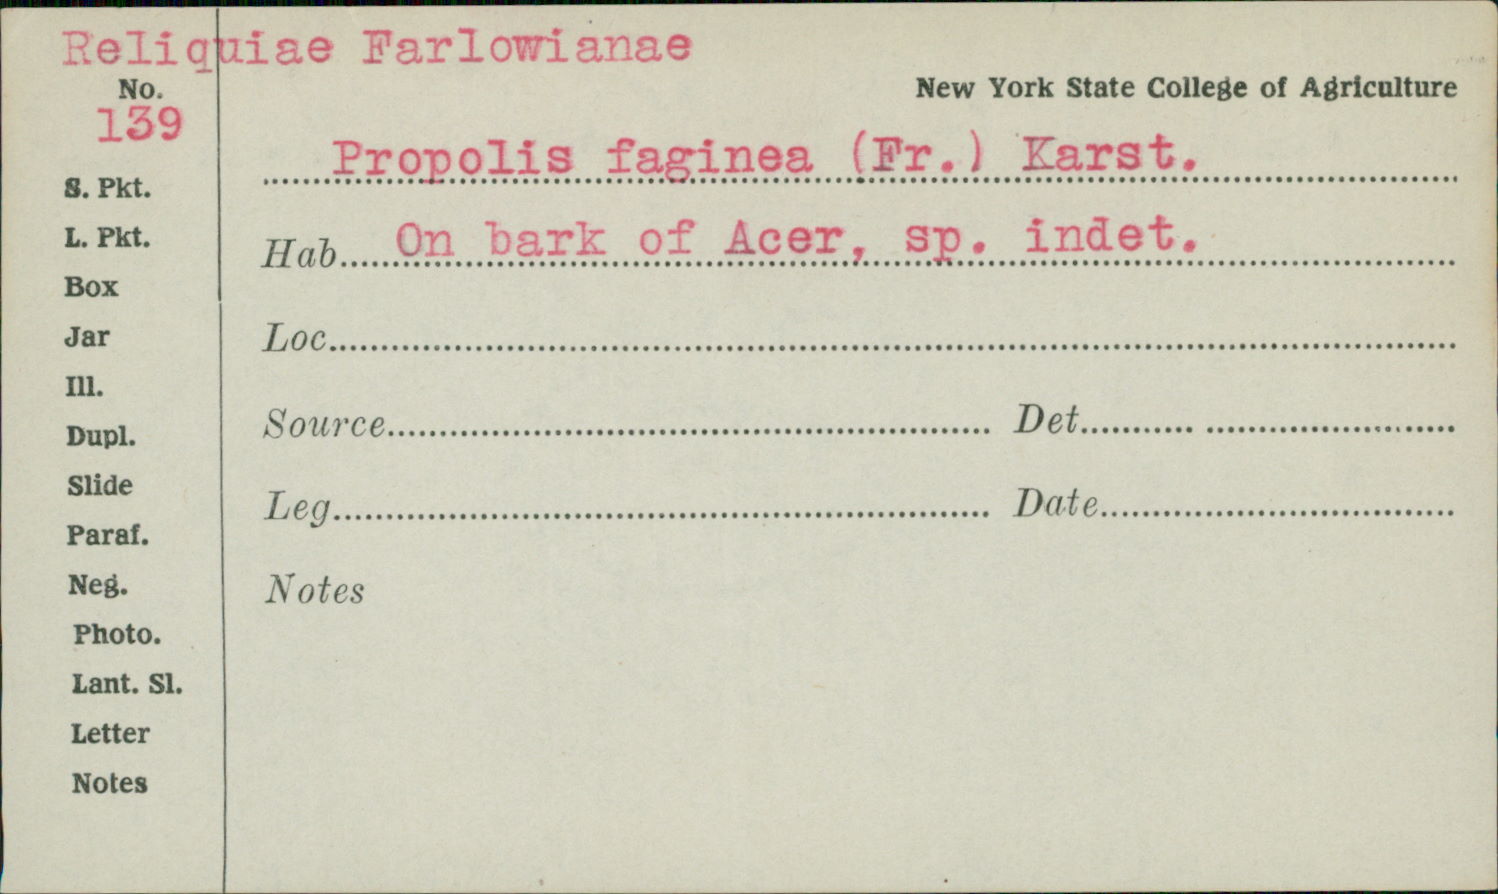 Reliquiae Farlowianae
No.
139
New York State College of Agriculture
Propolis faginea (Fr.) Karst.
S. Pkt.
L. Pkt.
Hab. On bark of Acer, sp. indet.
Box
Jar
Loc.
Ill.
Dupl.
Source
Det.
Slide
Leg.
Date
Paraf.
Neg.
Notes
Photo.
Lant. Sl.
Letter
Notes